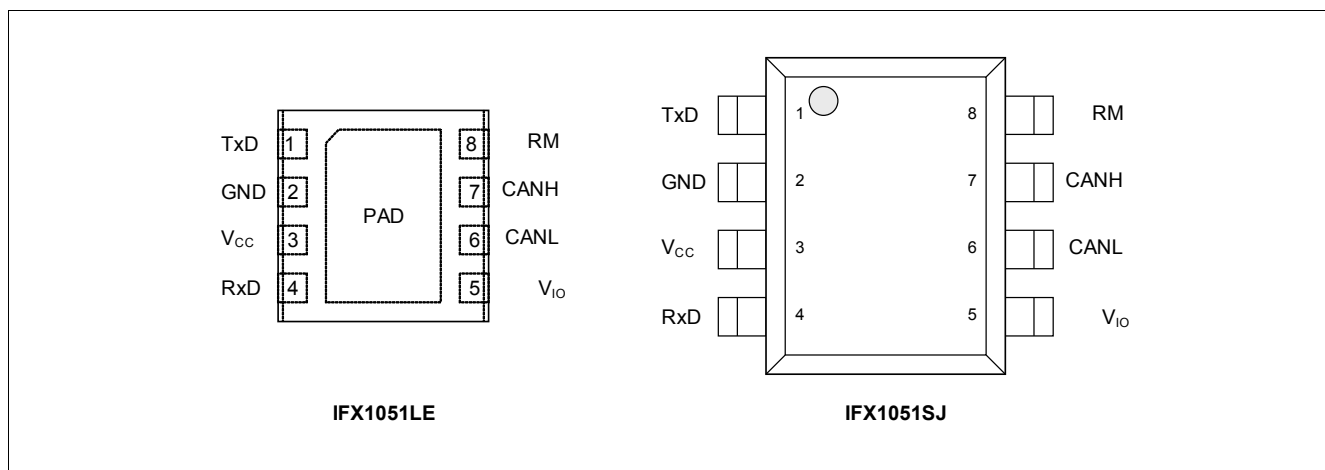 TxD 1 8 RM
GND 2 7 CANH
VCC 3 6 CANL
RxD 4 5 VIO
PAD
IFX1051LE
TxD 1 8 RM
GND 2 7 CANH
VCC 3 6 CANL
RxD 4 5 VIO
IFX1051SJ